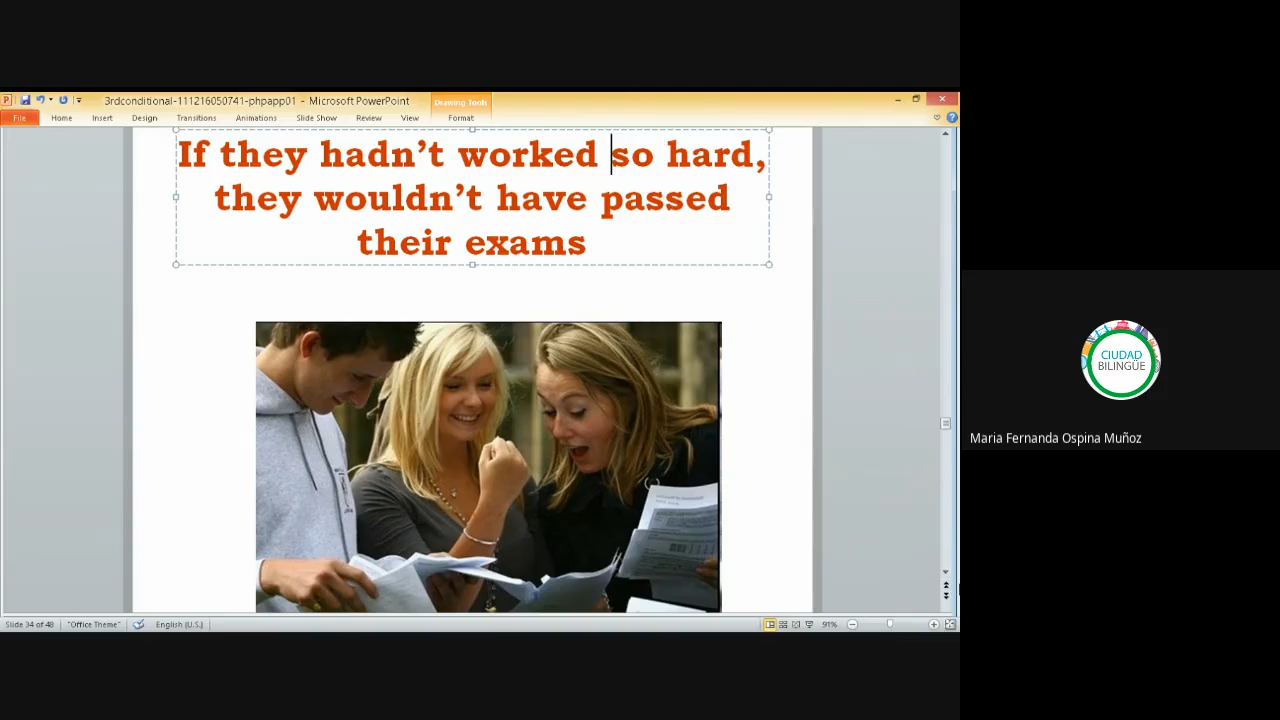 3rdconditional-111216050741-phpapp01 - Microsoft PowerPoint
Drawing Tools
File Home Insert Design Transitions Animations Slide Show Review View Format
If they hadn't worked so hard,
they wouldn't have passed
their exams
CIUDAD
BILINGÜE
Maria Fernanda Ospina Muñoz
Slide 34 of 48 "Office Theme" English (U.S.) 91%